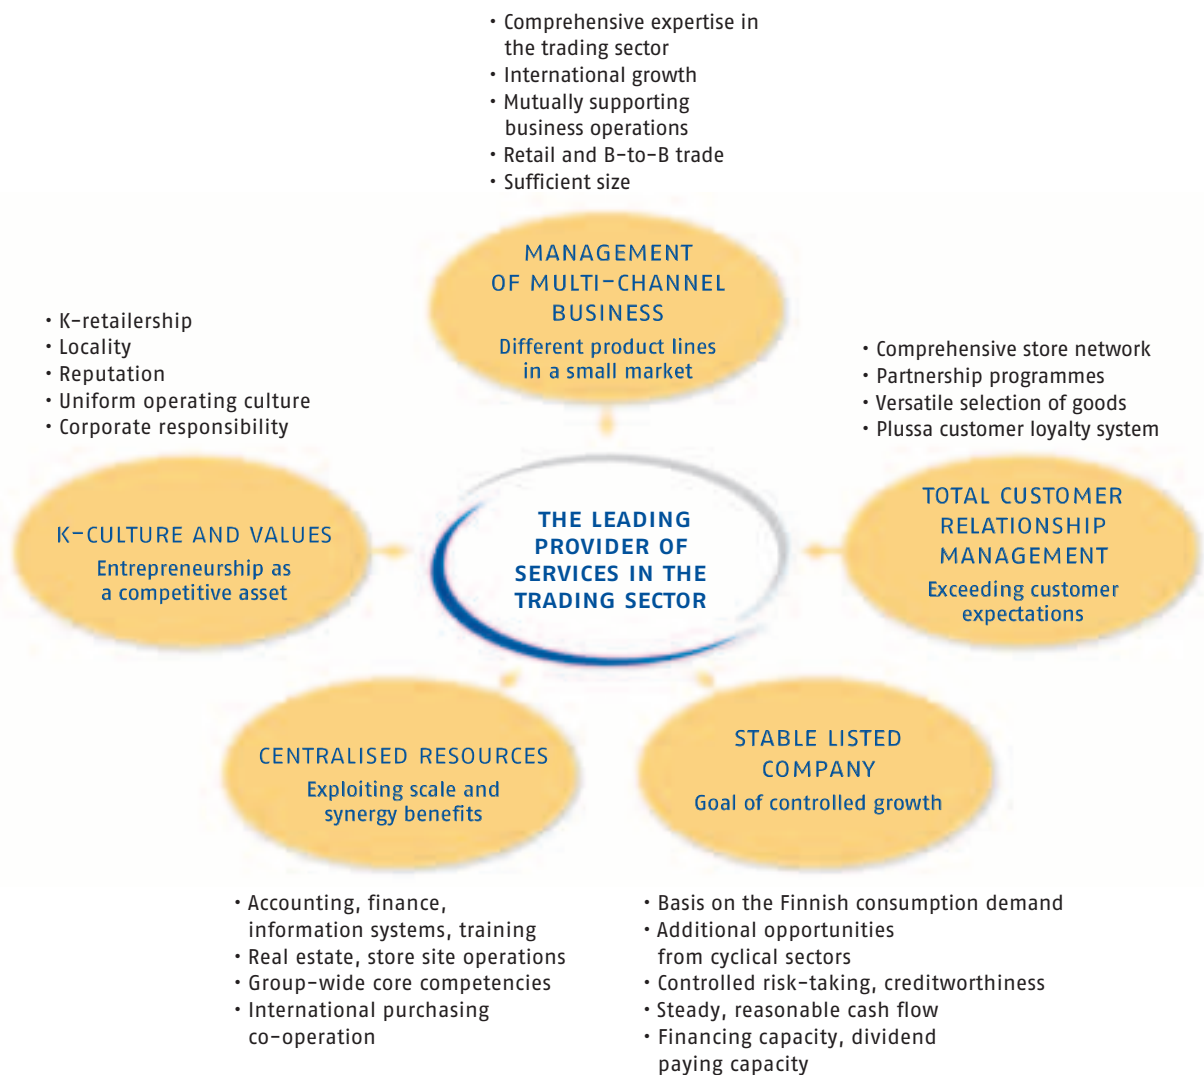 • Comprehensive expertise in
the trading sector
• International growth
• Mutually supporting
business operations
• Retail and B-to-B trade
• Sufficient size
MANAGEMENT
OF MULTI-CHANNEL
BUSINESS
Different product lines
in a small market
• K-retailership
• Locality
• Reputation
• Uniform operating culture
• Corporate responsibility
• Comprehensive store network
• Partnership programmes
• Versatile selection of goods
• Plussa customer loyalty system
K-CULTURE AND VALUES
Entrepreneurship as
a competitive asset
THE LEADING
PROVIDER OF
SERVICES IN THE
TRADING SECTOR
TOTAL CUSTOMER
RELATIONSHIP
MANAGEMENT
Exceeding customer
expectations
CENTRALISED RESOURCES
Exploiting scale and
synergy benefits
STABLE LISTED
COMPANY
Goal of controlled growth
• Accounting, finance,
information systems, training
• Real estate, store site operations
• Group-wide core competencies
• International purchasing
co-operation
• Basis on the Finnish consumption demand
• Additional opportunities
from cyclical sectors
• Controlled risk-taking, creditworthiness
• Steady, reasonable cash flow
• Financing capacity, dividend
paying capacity